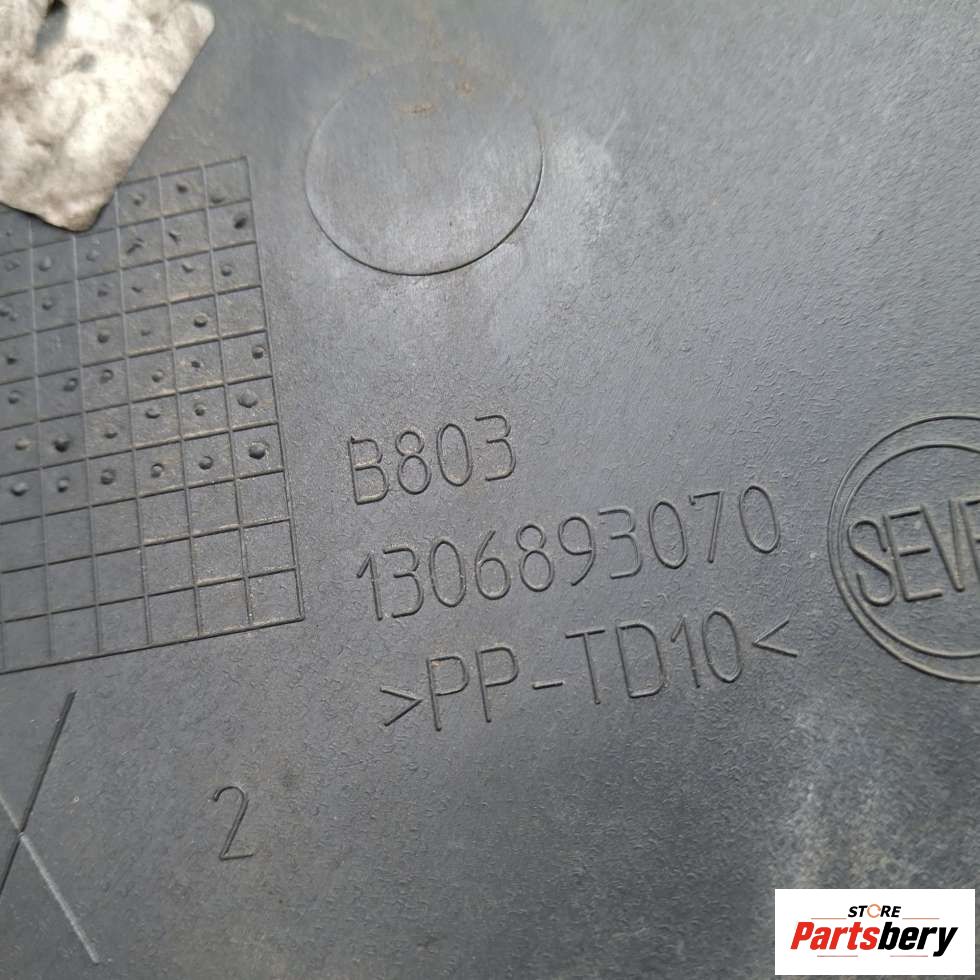 B803
1306893070
>PP-TD10<
2
STORE
Partsbery